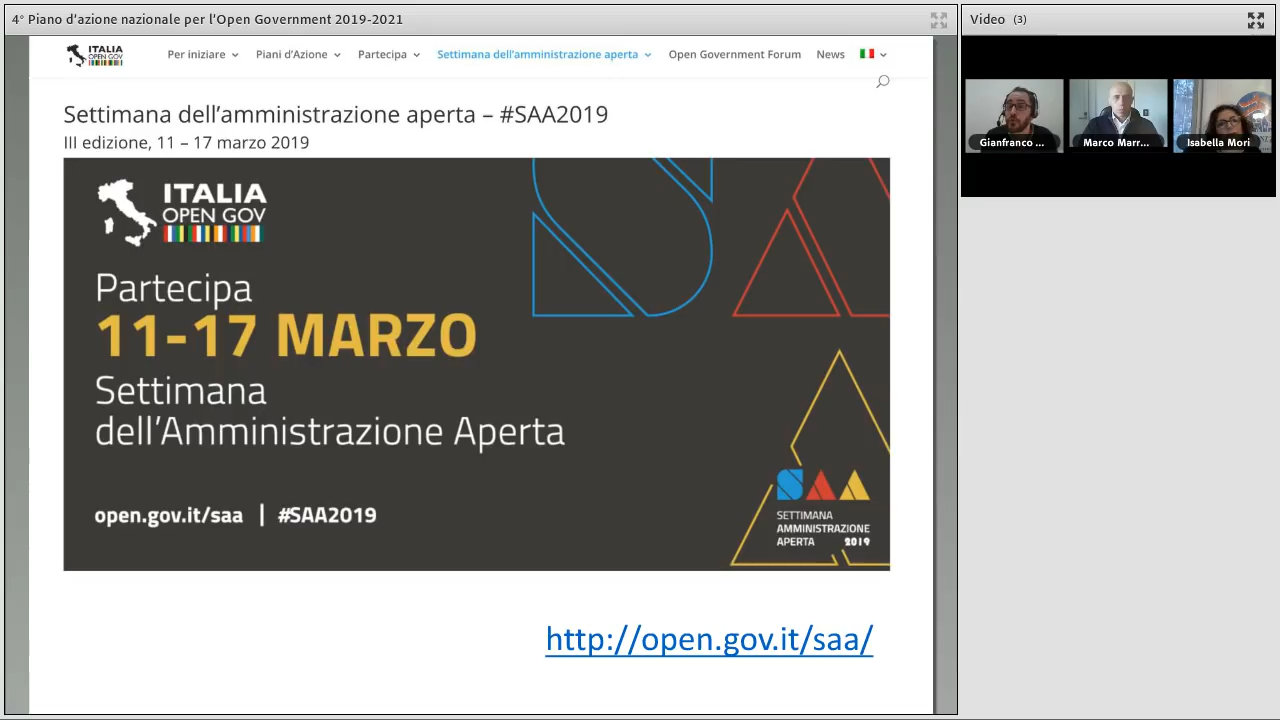 4° Piano d'azione nazionale per l'Open Government 2019-2021
Video (3)
ITALIA
OPEN GOV
Per iniziare
Piani d'Azione
Partecipa
Settimana dell'amministrazione aperta
Open Government Forum
News
Settimana dell'amministrazione aperta – #SAA2019
III edizione, 11 – 17 marzo 2019
ITALIA
OPEN GOV
Partecipa
11-17 MARZO
Settimana
dell'Amministrazione Aperta
open.gov.it/saa | #SAA2019
SAA
SETTIMANA
AMMINISTRAZIONE
APERTA 2019
http://open.gov.it/saa/
Gianfranco ...
Marco Marr...
Isabella Mori